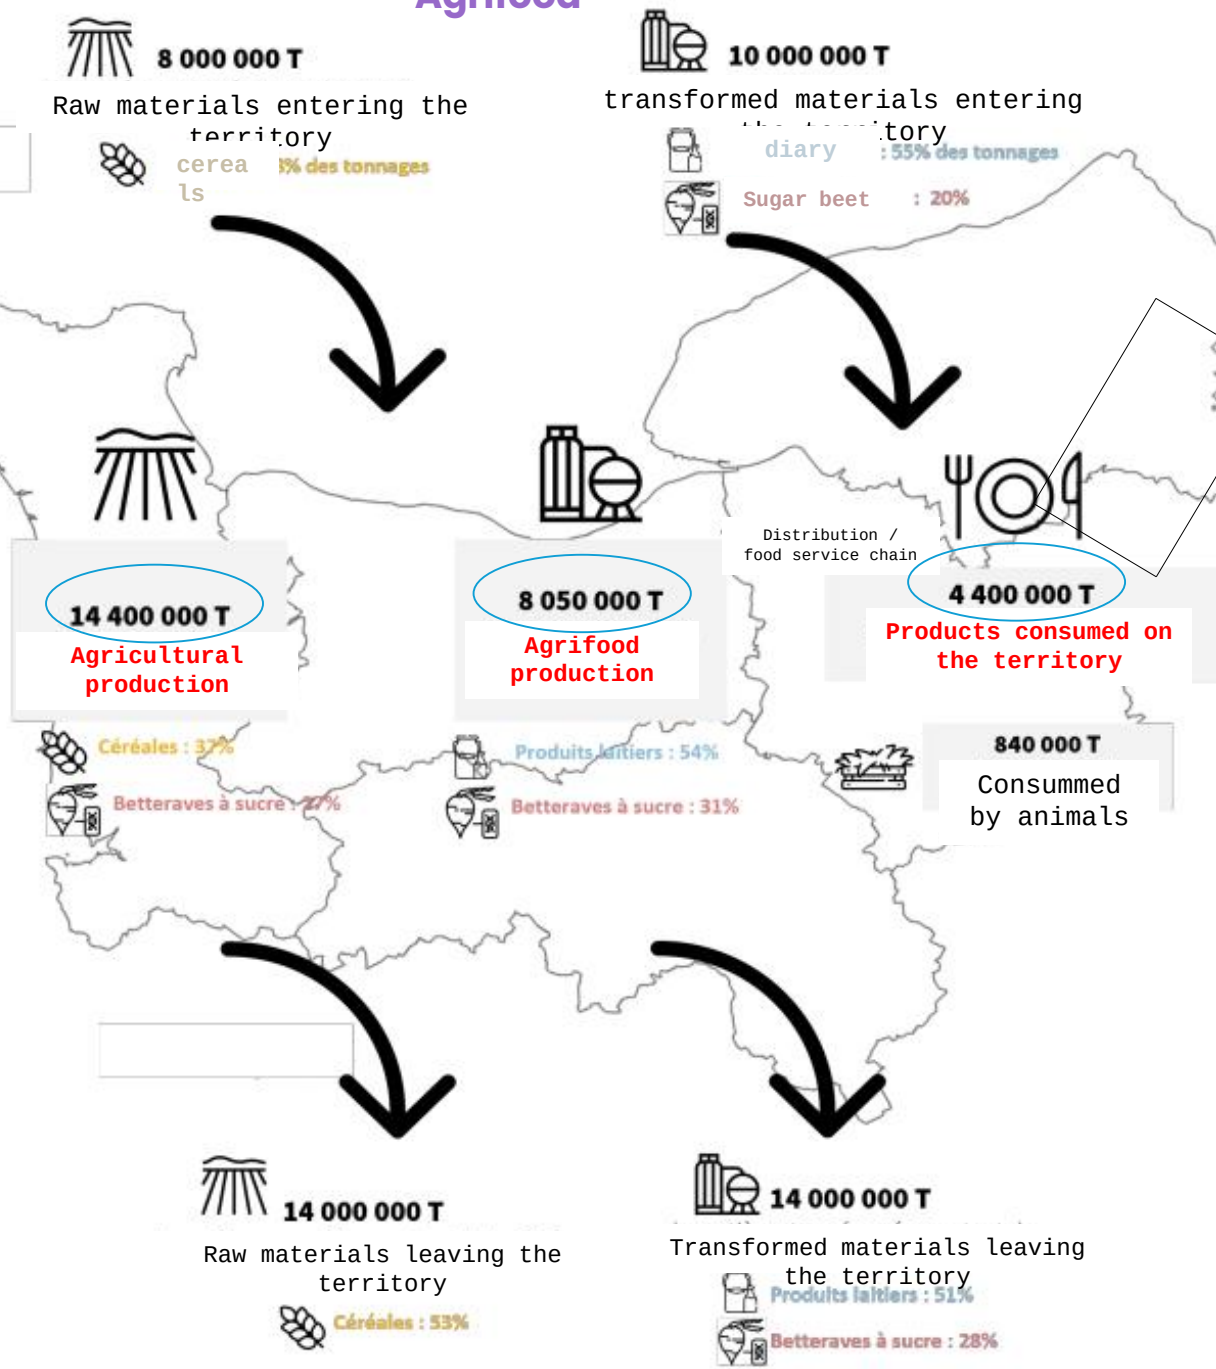 Agrifood
8 000 000 T
Raw materials entering the
territory
cerea
ls
% des tonnages
10 000 000 T
transformed materials entering
the territory
diary : 55% des tonnages
Sugar beet : 20%
14 400 000 T
Agricultural
production
Céréales : 37%
Betteraves à sucre : 27%
8 050 000 T
Agrifood
production
Produits laitiers : 54%
Betteraves à sucre : 31%
Distribution /
food service chain
4 400 000 T
Products consumed on
the territory
840 000 T
Consummed
by animals
14 000 000 T
Raw materials leaving the
territory
Céréales : 53%
14 000 000 T
Transformed materials leaving
the territory
Produits laitiers : 51%
Betteraves à sucre : 28%